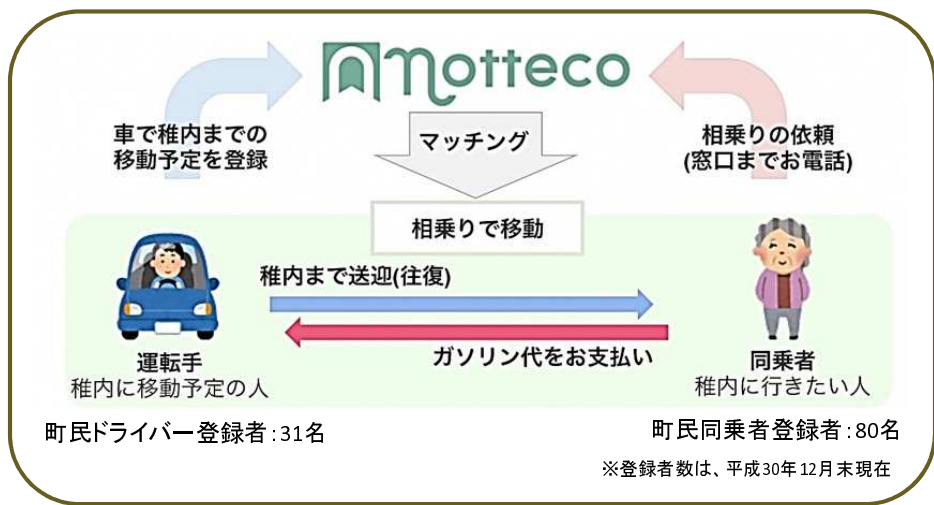 notteco
車で稚内までの
移動予定を登録
マッチング
相乗りの依頼
(窓口までお電話)
相乗りで移動
稚内まで送迎(往復)
ガソリン代をお支払い
運転手
稚内に移動予定の人
同乗者
稚内に行きたい人
町民ドライバー登録者:31名
町民同乗者登録者:80名
※登録者数は、平成30年12月末現在